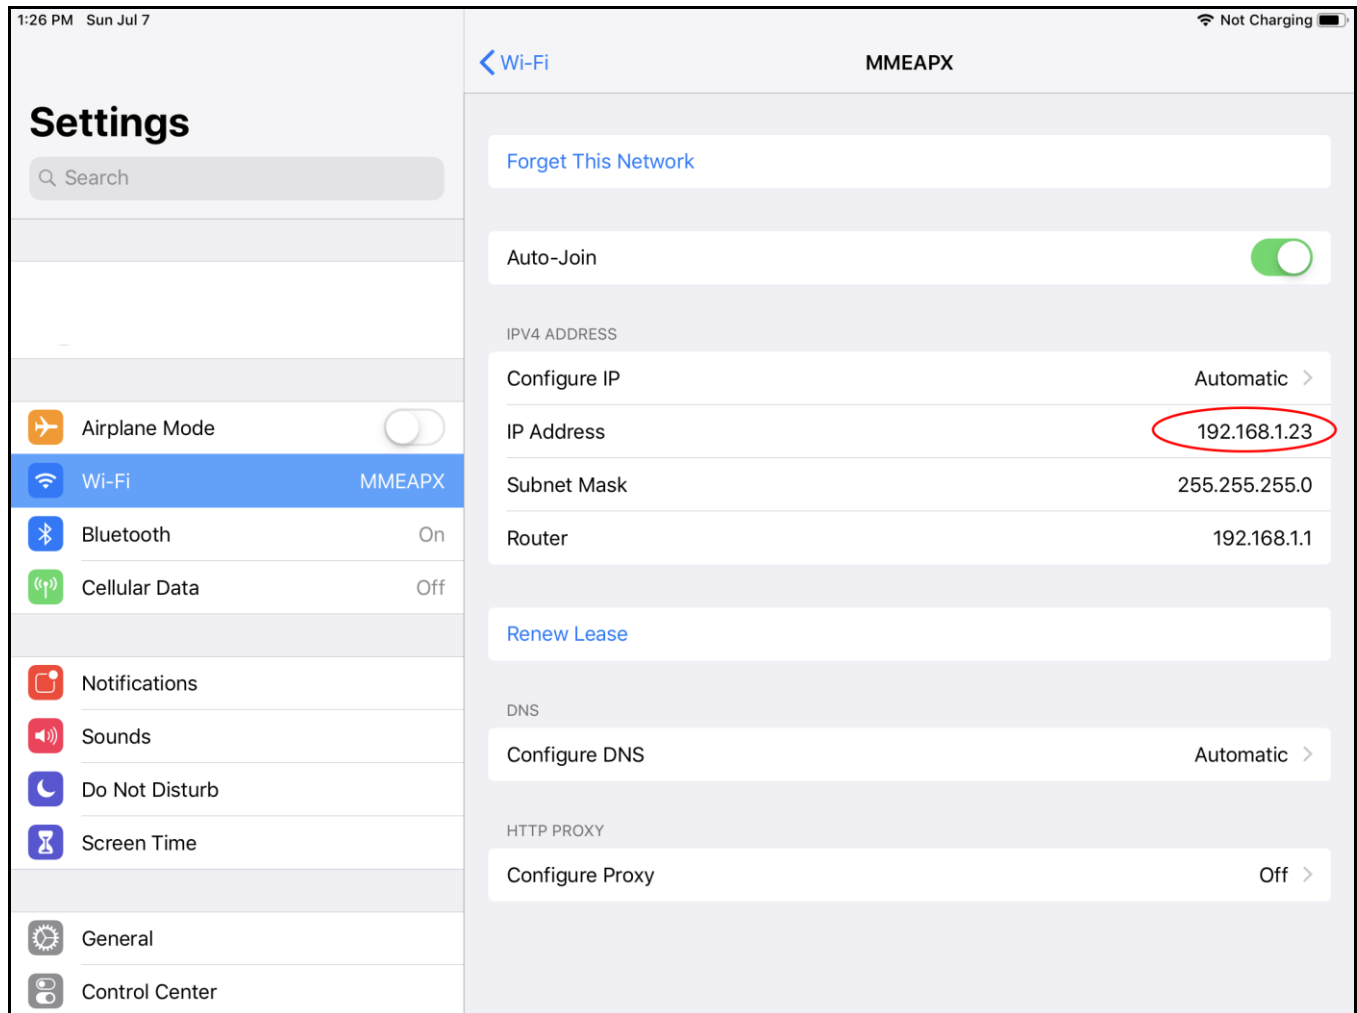 1:26 PM Sun Jul 7
Not Charging
Settings
Search
Airplane Mode
Wi-Fi MMEAPX
Bluetooth On
Cellular Data Off
Notifications
Sounds
Do Not Disturb
Screen Time
General
Control Center
Wi-Fi MMEAPX
Forget This Network
Auto-Join
IPV4 ADDRESS
Configure IP Automatic
IP Address 192.168.1.23
Subnet Mask 255.255.255.0
Router 192.168.1.1
Renew Lease
DNS
Configure DNS Automatic
HTTP PROXY
Configure Proxy Off